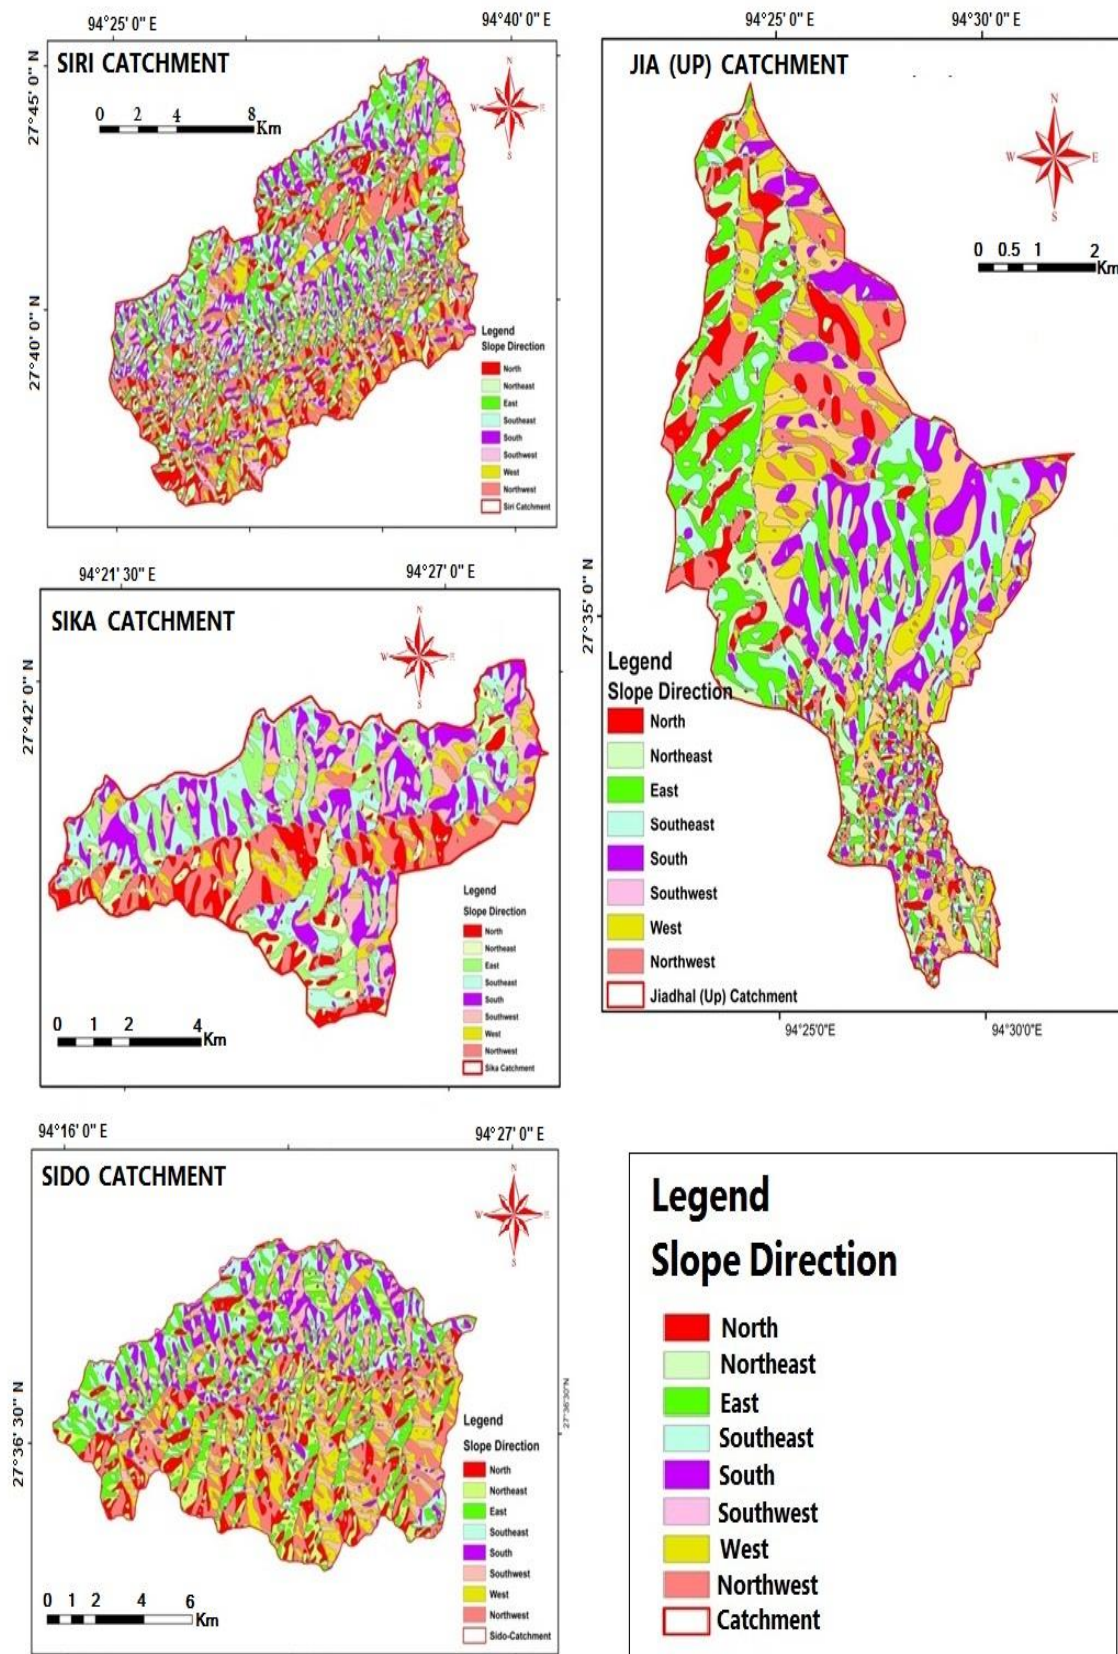 94°25' 0" E
94°40' 0" E
SIRI CATCHMENT
N
W
E
S
0 2 4 8
Km
27°45' 0" N
27°40' 0" N
Legend
Slope Direction
North
Northeast
East
Southeast
South
Southwest
West
Northwest
Siri Catchment
94°25' 0" E
94°30' 0" E
JIA (UP) CATCHMENT
N
W
E
S
0 0.5 1 2
Km
27°35' 0" N
Legend
Slope Direction
North
Northeast
East
Southeast
South
Southwest
West
Northwest
Jiadhal (Up) Catchment
94°25'0"E
94°30'0"E
94°21' 30" E
94°27' 0" E
SIKA CATCHMENT
N
W
E
S
27°42' 0" N
Legend
Slope Direction
North
Northeast
East
Southeast
South
Southwest
West
Northwest
Sika Catchment
0 1 2 4
Km
94°16' 0" E
94°27' 0" E
SIDO CATCHMENT
N
W
E
S
27°36' 30" N
27°36'30"N
Legend
Slope Direction
North
Northeast
East
Southeast
South
Southwest
West
Northwest
Sido-Catchment
0 1 2 4 6
Km
Legend
Slope Direction
North
Northeast
East
Southeast
South
Southwest
West
Northwest
Catchment